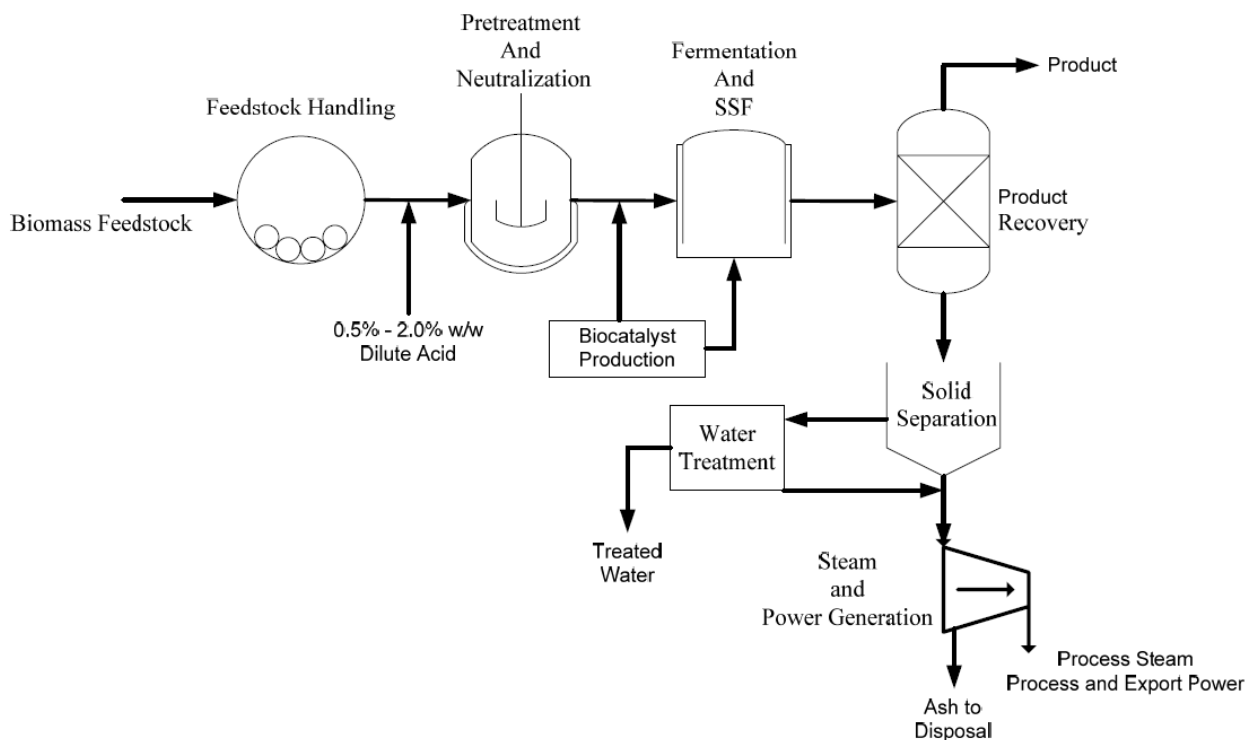 Pretreatment
And
Neutralization
Fermentation
And
SSF
Product
Feedstock Handling
Biomass Feedstock
Product
Recovery
0.5% - 2.0% w/w
Dilute Acid
Biocatalyst
Production
Solid
Separation
Water
Treatment
Treated
Water
Steam
and
Power Generation
Process Steam
Process and Export Power
Ash to
Disposal